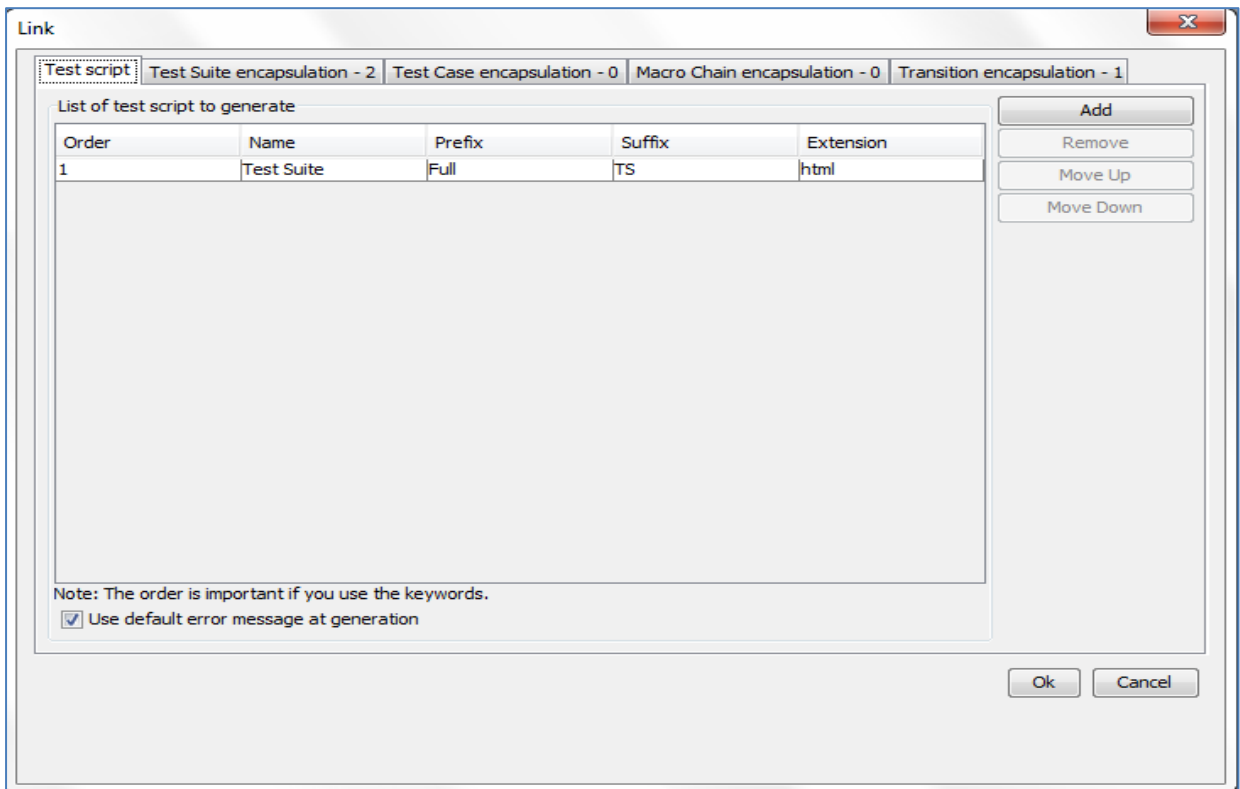 Link
Test script Test Suite encapsulation - 2 Test Case encapsulation - 0 Macro Chain encapsulation - 0 Transition encapsulation - 1
List of test script to generate
Add
Order Name Prefix Suffix Extension
Remove
1 Test Suite Full TS html
Move Up
Move Down
Note: The order is important if you use the keywords.
Use default error message at generation
Ok Cancel